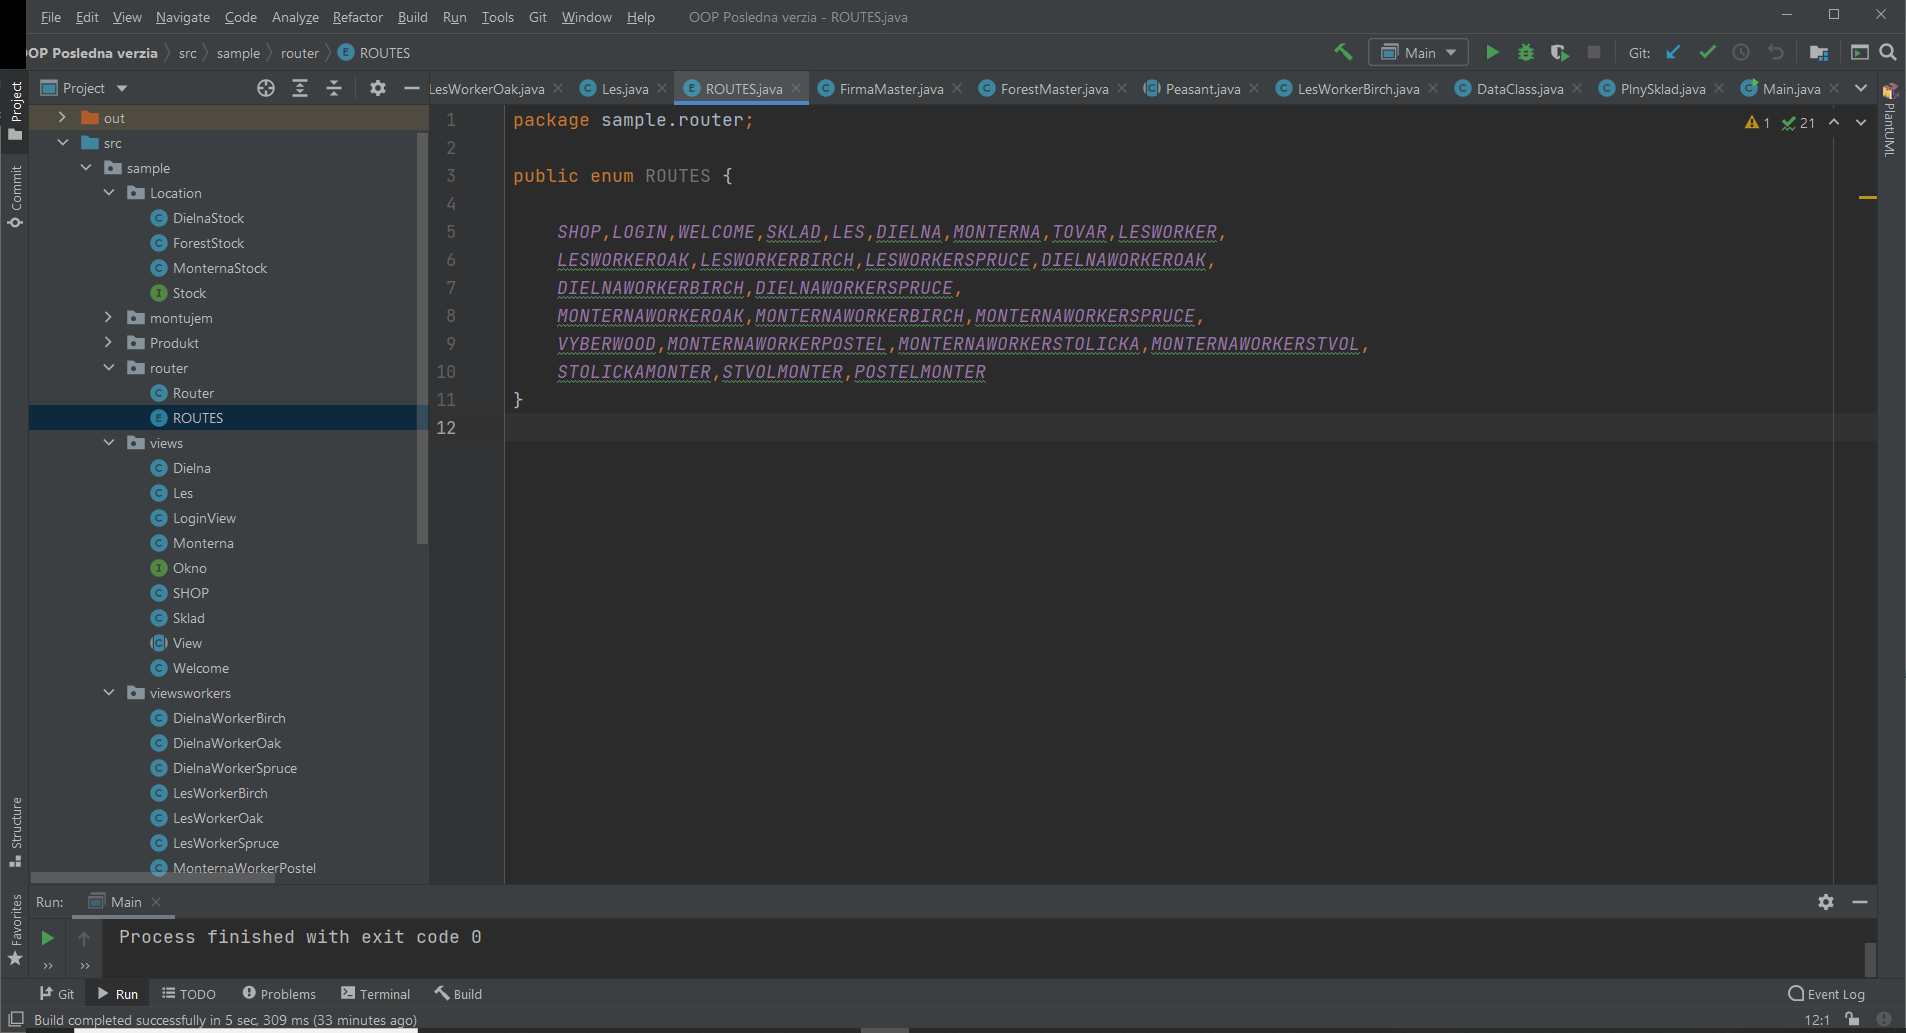 File Edit View Navigate Code Analyze Refactor Build Run Tools Git Window Help OOP Posledna verzia - ROUTES.java
OOP Posledna verzia src sample router ROUTES
Main Git:
Project
LesWorkerOak.java Les.java ROUTES.java FirmaMaster.java ForestMaster.java Peasant.java LesWorkerBirch.java DataClass.java PlnySklad.java Main.java
Project
Commit
Structure
Favorites
PlantUML
out
src
sample
Location
DielnaStock
ForestStock
MonternaStock
Stock
montujem
Produkt
router
Router
ROUTES
views
Dielna
Les
LoginView
Monterna
Okno
SHOP
Sklad
View
Welcome
viewsworkers
DielnaWorkerBirch
DielnaWorkerOak
DielnaWorkerSpruce
LesWorkerBirch
LesWorkerOak
LesWorkerSpruce
MonternaWorkerPostel
1 package sample.router;
1 21
2
3 public enum ROUTES {
4
5 SHOP,LOGIN,WELCOME,SKLAD,LES,DIELNA,MONTERNA,TOVAR,LESWORKER,
6 LESWORKEROAK,LESWORKERBIRCH,LESWORKERSPRUCE,DIELNAWORKEROAK,
7 DIELNAWORKERBIRCH,DIELNAWORKERSPRUCE,
8 MONTERNAWORKEROAK,MONTERNAWORKERBIRCH,MONTERNAWORKERSPRUCE,
9 VYBERWOOD,MONTERNAWORKERPOSTEL,MONTERNAWORKERSTOLICKA,MONTERNAWORKERSTVOL,
10 STOLICKAMONTER,STVOLMONTER,POSTELMONTER
11 }
12
Run: Main
Process finished with exit code 0
Git Run TODO Problems Terminal Build Event Log
Build completed successfully in 5 sec, 309 ms (33 minutes ago) 12:1